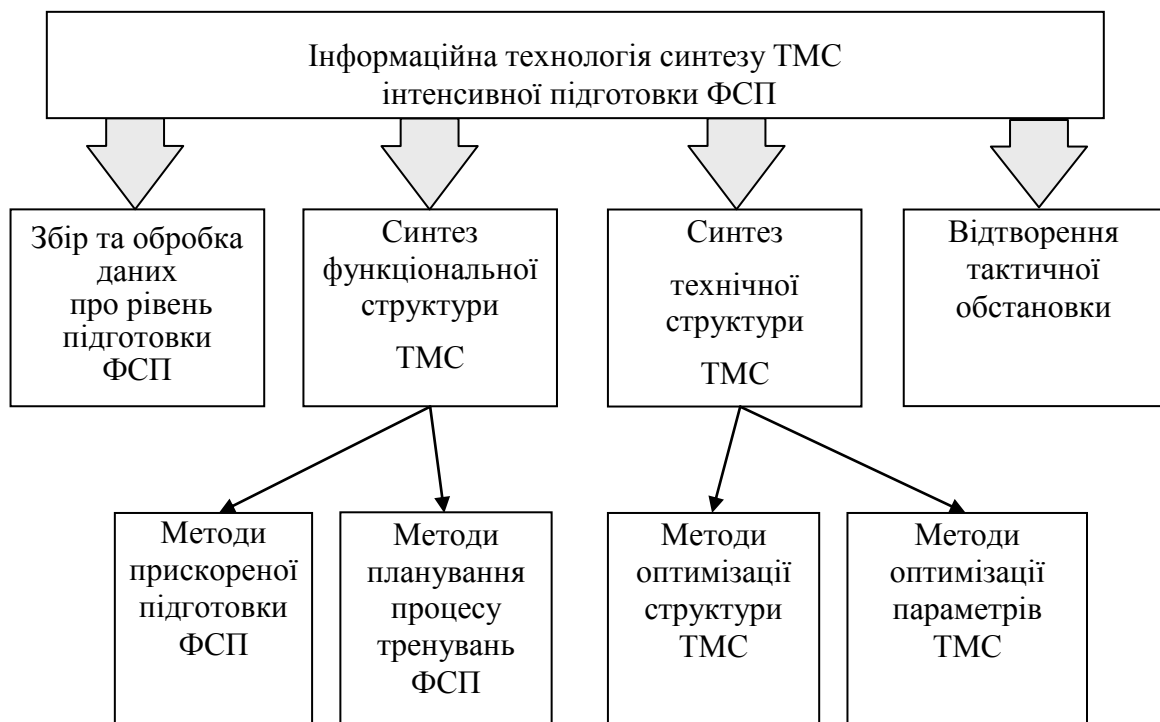 Інформаційна технологія синтезу ТМС
інтенсивної підготовки ФСП
Збір та обробка
даних
про рівень
підготовки
ФСП
Синтез
функціональної
структури
ТМС
Синтез
технічної
структури
ТМС
Відтворення
тактичної
обстановки
Методи
прискореної
підготовки
ФСП
Методи
планування
процесу
тренувань
ФСП
Методи
оптимізації
структури
ТМС
Методи
оптимізації
параметрів
ТМС